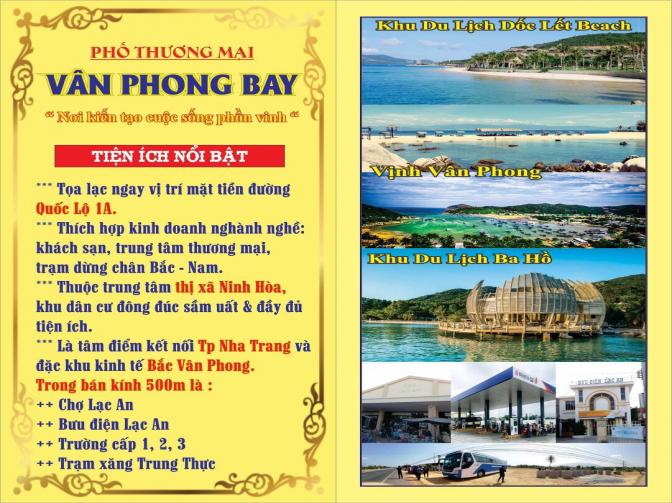 PHỐ THƯƠNG MẠI
VÂN PHONG BAY
“ Nơi kiến tạo cuộc sống phồn vinh “
TIỆN ÍCH NỔI BẬT
*** Tọa lạc ngay vị trí mặt tiền đường
Quốc Lộ 1A.
*** Thích hợp kinh doanh nghành nghề:
khách sạn, trung tâm thương mại,
trạm dừng chân Bắc - Nam.
*** Thuộc trung tâm thị xã Ninh Hòa,
khu dân cư đông đúc sầm uất & đầy đủ
tiện ích.
*** Là tâm điểm kết nối Tp Nha Trang và
đặc khu kinh tế Bắc Vân Phong.
Trong bán kính 500m là :
++ Chợ Lạc An
++ Bưu điện Lạc An
++ Trường cấp 1, 2, 3
++ Trạm xăng Trung Thực
Khu Du Lịch Dốc Lết Beach
Vịnh Vân Phong
Khu Du Lịch Ba Hồ
BƯU ĐIỆN LẠC AN